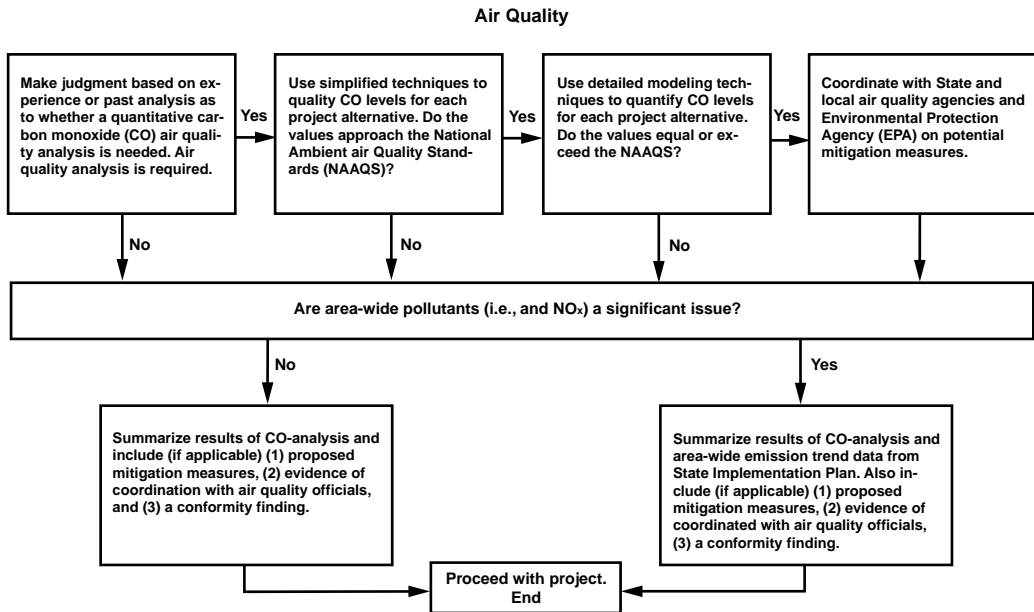 Air Quality
Make judgment based on ex-
perience or past analysis as
to whether a quantitative car-
bon monoxide (CO) air qual-
ity analysis is needed. Air
quality analysis is required.
Yes
Use simplified techniques to
quality CO levels for each
project alternative. Do the
values approach the National
Ambient air Quality Stand-
ards (NAAQS)?
Yes
Use detailed modeling tech-
niques to quantify CO levels
for each project alternative.
Do the values equal or ex-
ceed the NAAQS?
Yes
Coordinate with State and
local air quality agencies and
Environmental Protection
Agency (EPA) on potential
mitigation measures.
No
No
No
Are area-wide pollutants (i.e., and NOx) a significant issue?
No
Yes
Summarize results of CO-analysis and
include (if applicable) (1) proposed
mitigation measures, (2) evidence of
coordination with air quality officials,
and (3) a conformity finding.
Summarize results of CO-analysis and
area-wide emission trend data from
State Implementation Plan. Also in-
clude (if applicable) (1) proposed
mitigation measures, (2) evidence of
coordinated with air quality officials,
(3) a conformity finding.
Proceed with project.
End